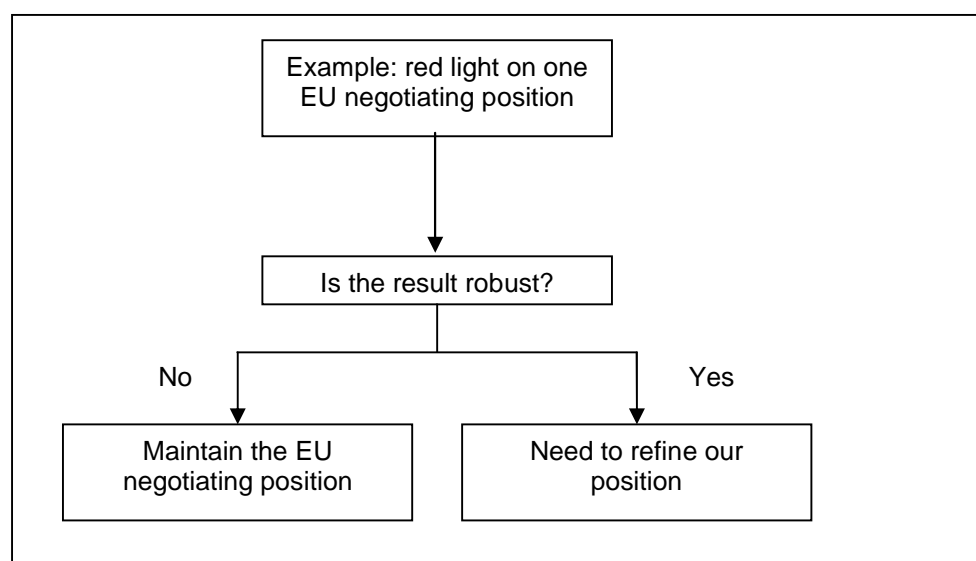 Example: red light on one
EU negotiating position
Is the result robust?
No
Yes
Maintain the EU
negotiating position
Need to refine our
position